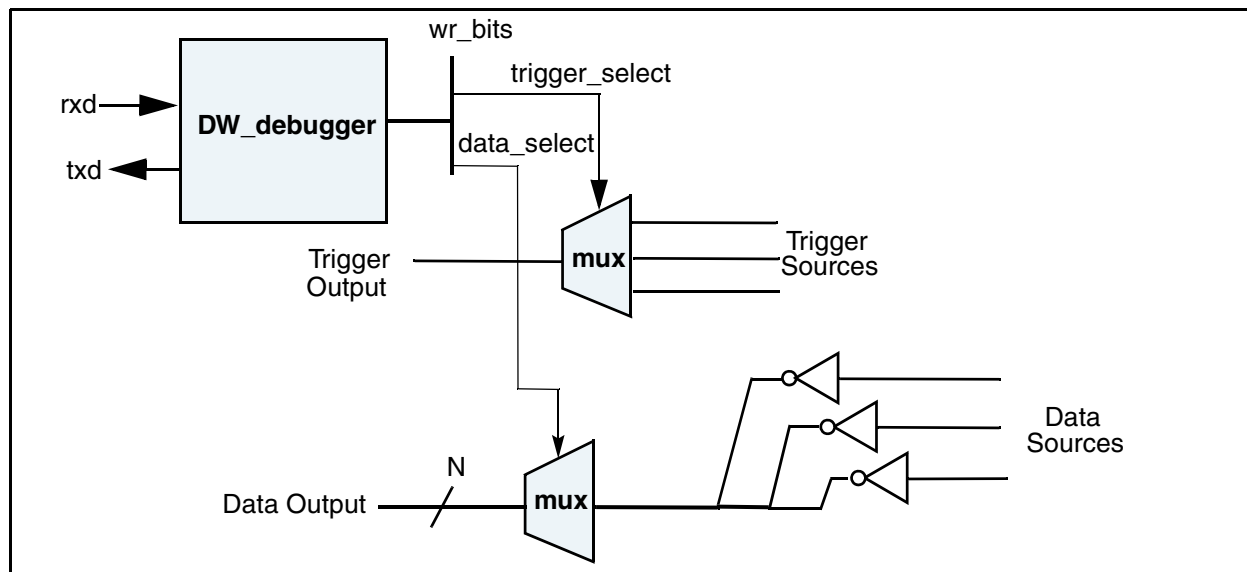 wr_bits
trigger_select
rxd
DW_debugger
data_select
txd
Trigger
Output
mux
Trigger
Sources
Data
Sources
N
Data Output
mux